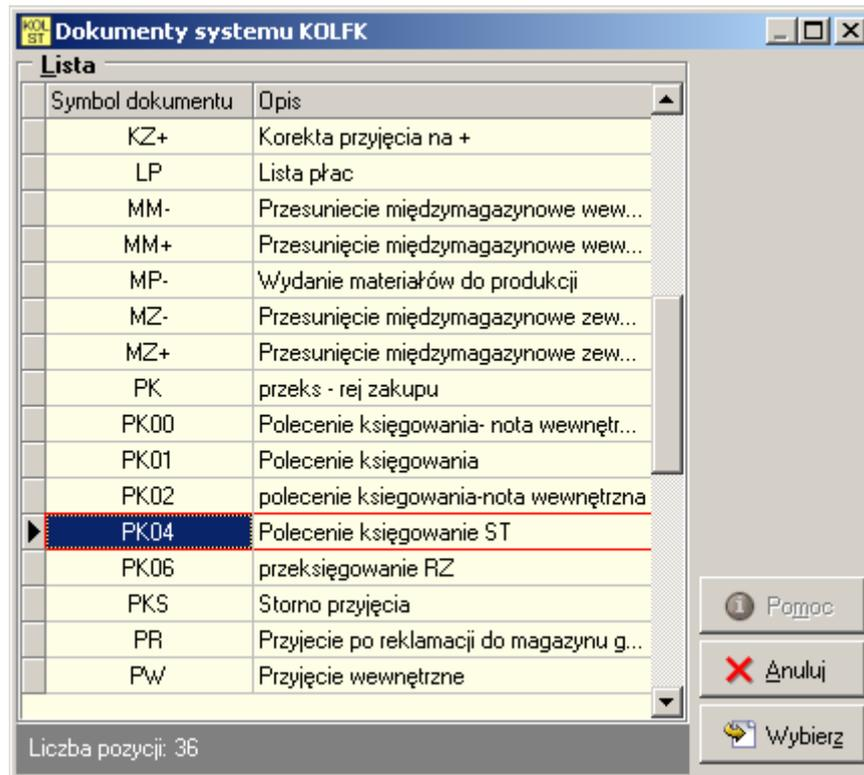 KOL ST Dokumenty systemu KOLFK
Lista
Symbol dokumentu Opis
KZ+ Korekta przyjęcia na +
LP Lista płac
MM- Przesuniecie międzymagazynowe wew...
MM+ Przesunięcie międzymagazynowe wew...
MP- Wydanie materiałów do produkcji
MZ- Przesunięcie międzymagazynowe zew...
MZ+ Przesunięcie międzymagazynowe zew...
PK przeks - rej zakupu
PK00 Polecenie księgowania- nota wewnętr...
PK01 Polecenie księgowania
PK02 polecenie ksiegowania-nota wewnętrzna
PK04 Polecenie księgowanie ST
PK06 przeksięgowanie RZ
PKS Storno przyjęcia
PR Przyjecie po reklamacji do magazynu g...
PW Przyjęcie wewnętrzne
Pomoc
Anuluj
Wybierz
Liczba pozycji: 36